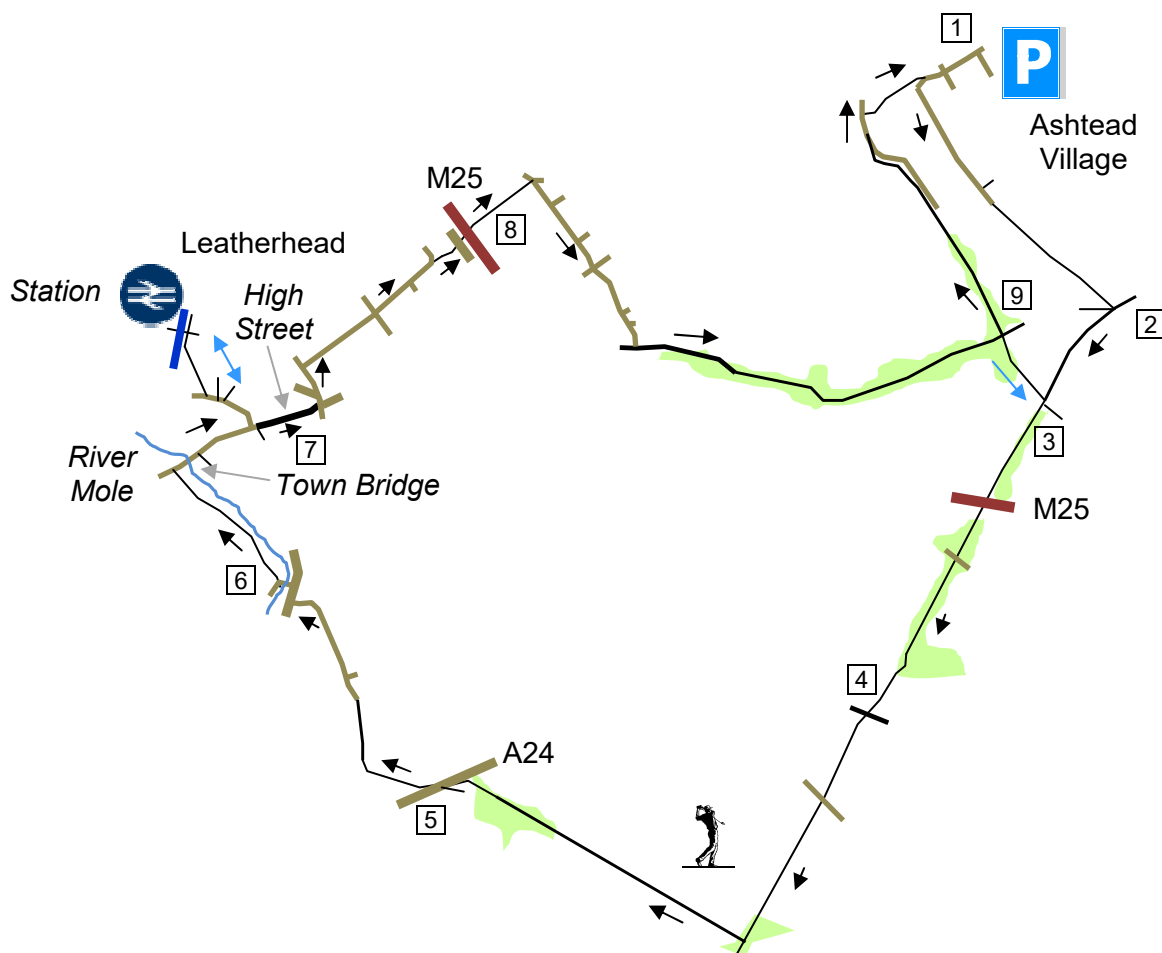 1
P
Ashtead
Village
M25
8
Leatherhead
Station
High
Street
9
2
7
3
River
Mole
Town Bridge
M25
6
4
A24
5